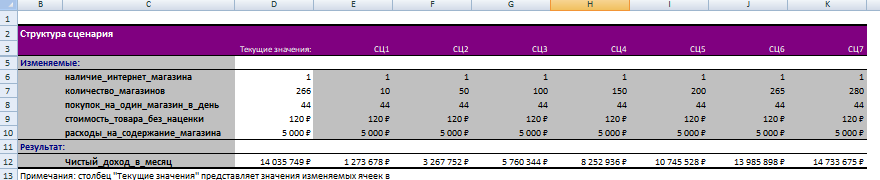 B C D E F G H I J K
1
2 Структура сценария
3 Текущие значения: СЦ1 СЦ2 СЦ3 СЦ4 СЦ5 СЦ6 СЦ7
5 Изменяемые:
6 наличие_интернет_магазина 1 1 1 1 1 1 1 1
7 количество_магазинов 266 10 50 100 150 200 265 280
8 покупок_на_один_магазин_в_день 44 44 44 44 44 44 44 44
9 стоимость_товара_без_наценки 120 ₽ 120 ₽ 120 ₽ 120 ₽ 120 ₽ 120 ₽ 120 ₽ 120 ₽
10 расходы_на_содержание_магазина 5 000 ₽ 5 000 ₽ 5 000 ₽ 5 000 ₽ 5 000 ₽ 5 000 ₽ 5 000 ₽ 5 000 ₽
11 Результат:
12 Чистый_доход_в_месяц 14 035 749 ₽ 1 273 678 ₽ 3 267 752 ₽ 5 760 344 ₽ 8 252 936 ₽ 10 745 528 ₽ 13 985 898 ₽ 14 733 675 ₽
13 Примечания: столбец "Текущие значения" представляет значения изменяемых ячеек в